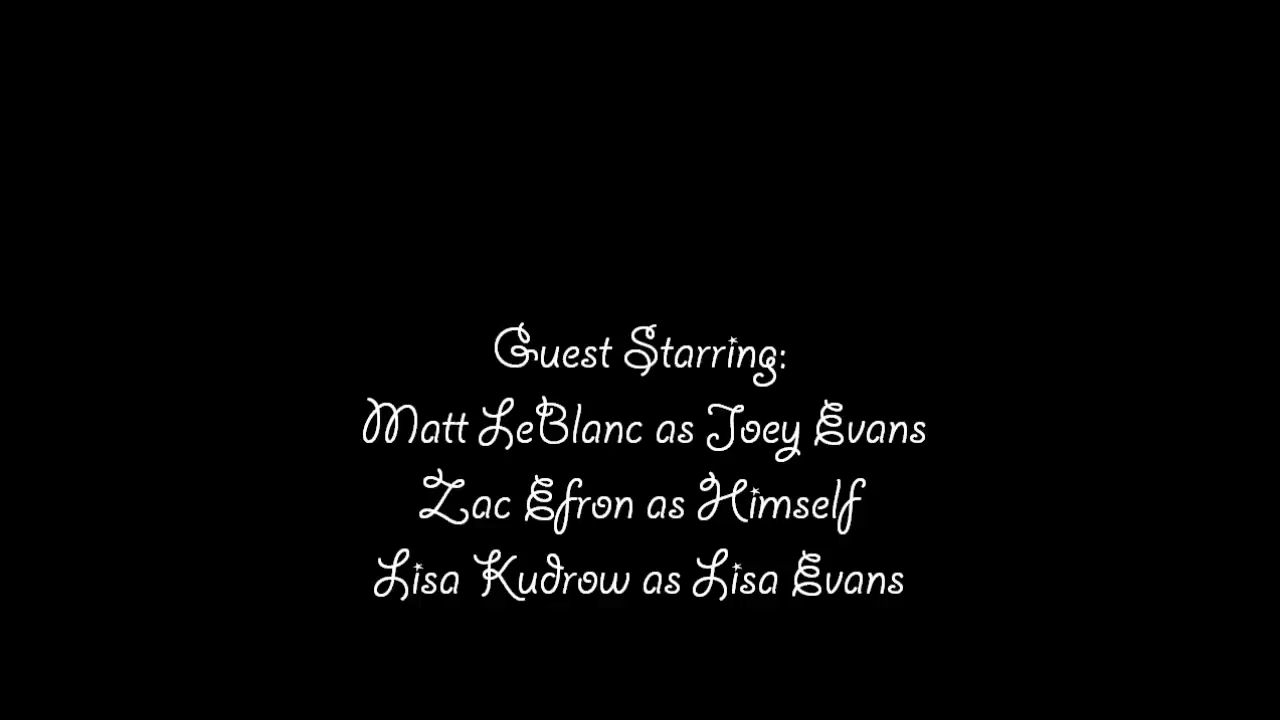 Guest Starring:
Matt LeBlanc as Joey Evans
Zac Efron as Himself
Lisa Kudrow as Lisa Evans